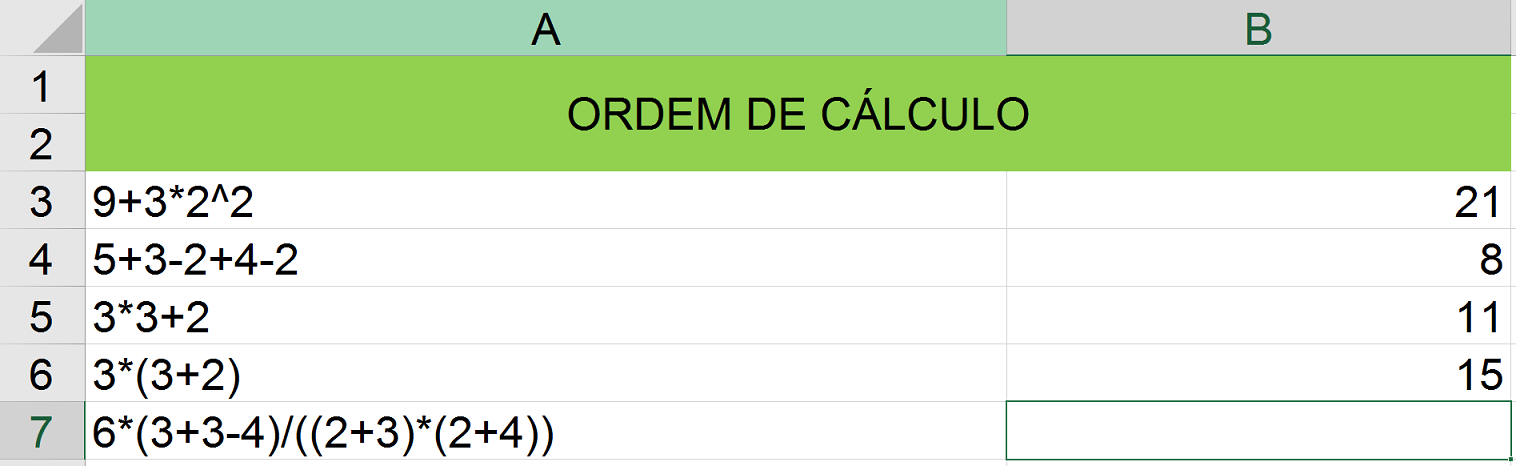 A B
1
ORDEM DE CÁLCULO
2
3 9+3*2^2 21
4 5+3-2+4-2 8
5 3*3+2 11
6 3*(3+2) 15
7 6*(3+3-4)/((2+3)*(2+4))